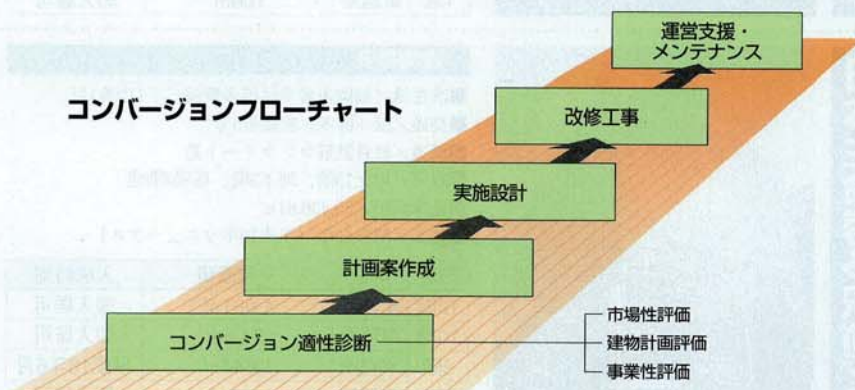 コンバージョンフローチャート
運営支援・
メンテナンス
改修工事
実施設計
計画案作成
コンバージョン適性診断
市場性評価
建物計画評価
事業性評価